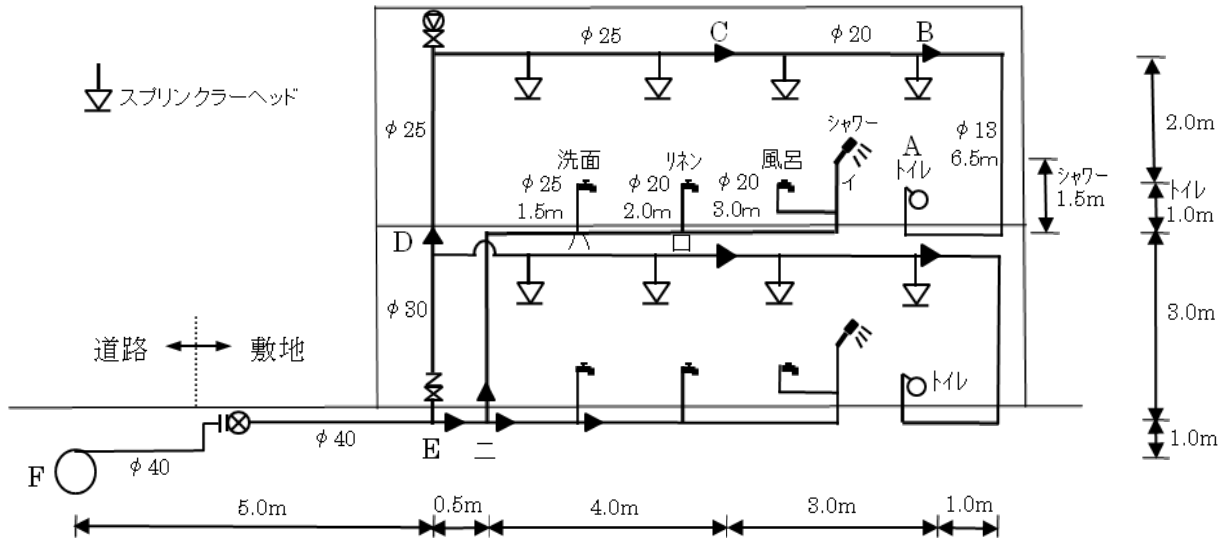 C
B
φ25
φ20
スプリンクラーヘッド
φ25
シャワー
φ13
6.5m
2.0m
洗面
リネン
風呂
A
トイレ
イ
φ25
1.5m
φ20
2.0m
φ20
3.0m
シャワー
1.5m
トイレ
1.0m
D
ハ
ロ
φ30
3.0m
道路
敷地
トイレ
E
ニ
φ40
F
φ40
1.0m
5.0m
0.5m
4.0m
3.0m
1.0m